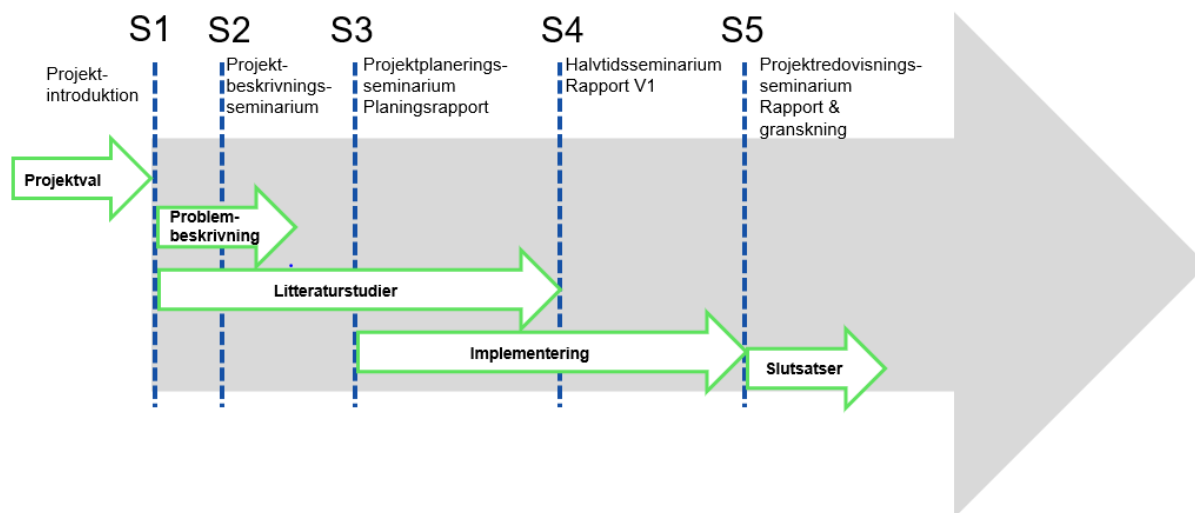 S1
S2
S3
S4
S5
Projekt-
introduktion
Projekt-
beskrivnings-
seminarium
Projektplanerings-
seminarium
Planingsrapport
Halvtidsseminarium
Rapport V1
Projektredovisnings-
seminarium
Rapport &
granskning
Projektval
Problem-
beskrivning
Litteraturstudier
Implementering
Slutsatser